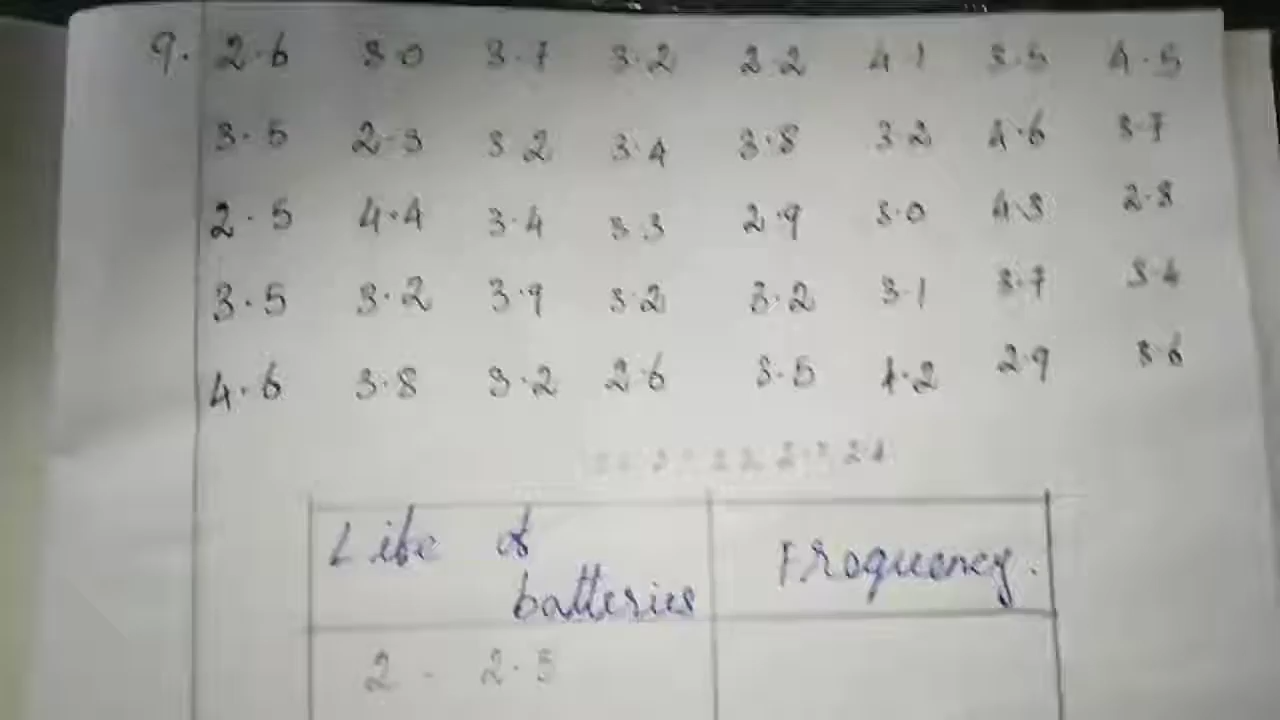 9. 2.6 3.0 3.7 3.2 2.2 4.1 3.5 4.5
3.5 2.3 3.2 3.4 3.8 3.2 4.6 3.7
2.5 4.4 3.4 3.3 2.9 3.0 4.3 2.8
3.5 3.2 3.9 3.2 3.2 3.1 3.7 3.4
4.6 3.8 3.2 2.6 3.5 4.2 2.9 3.6
Life of Frequency.
batteries
2 - 2.5